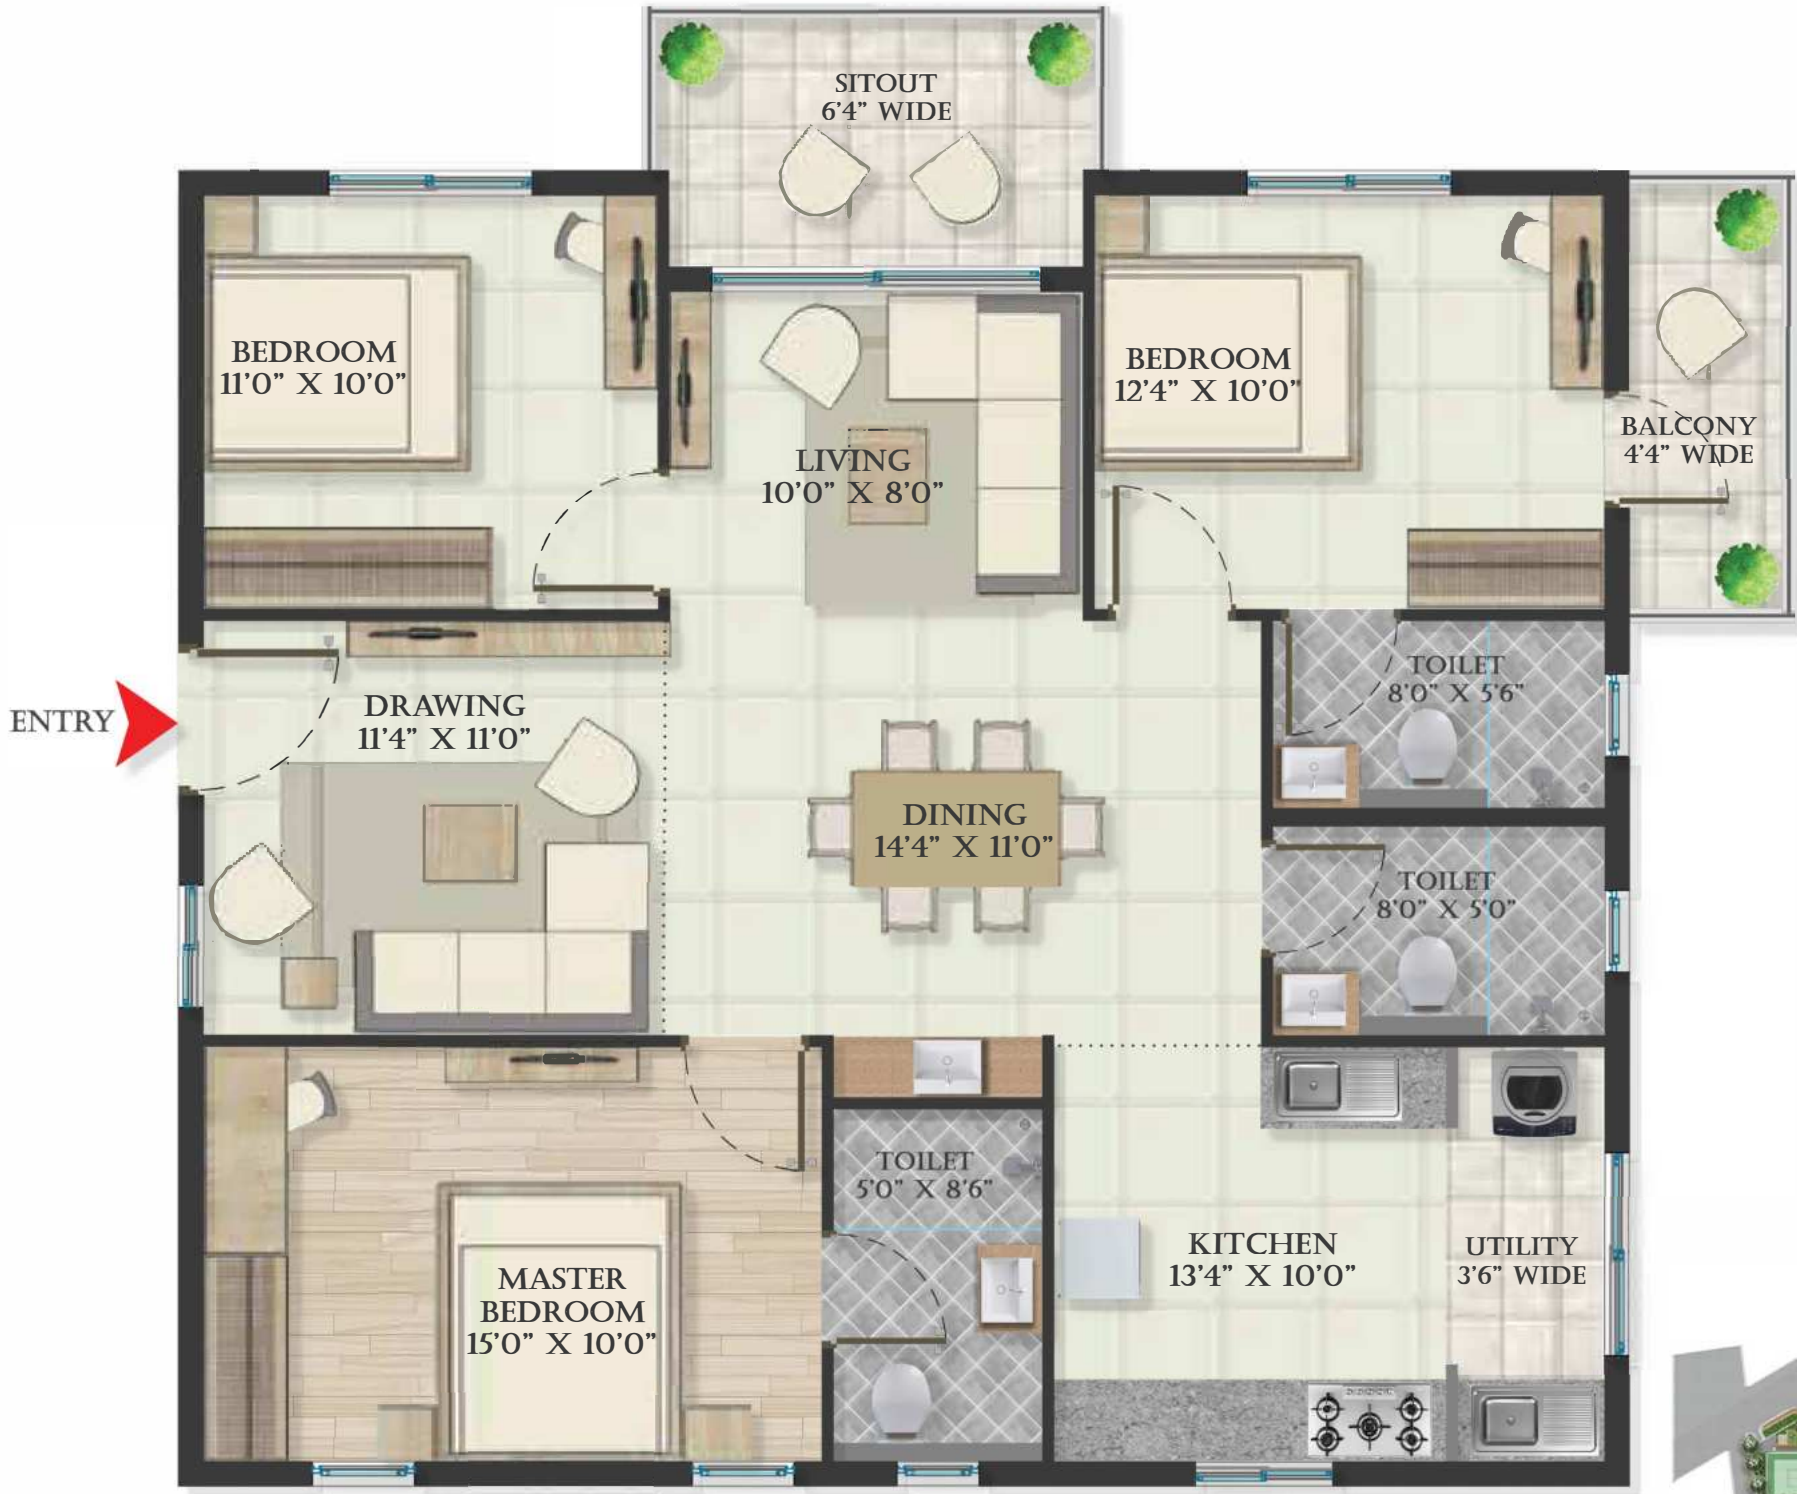 SITOUT
6'4" WIDE
BEDROOM
11'0" X 10'0"
BEDROOM
12'4" X 10'0"
BALCONY
4'4" WIDE
LIVING
10'0" X 8'0"
TOILET
8'0" X 5'6"
ENTRY
DRAWING
11'4" X 11'0"
DINING
14'4" X 11'0"
TOILET
8'0" X 5'0"
TOILET
5'0" X 8'6"
KITCHEN
13'4" X 10'0"
UTILITY
3'6" WIDE
MASTER
BEDROOM
15'0" X 10'0"